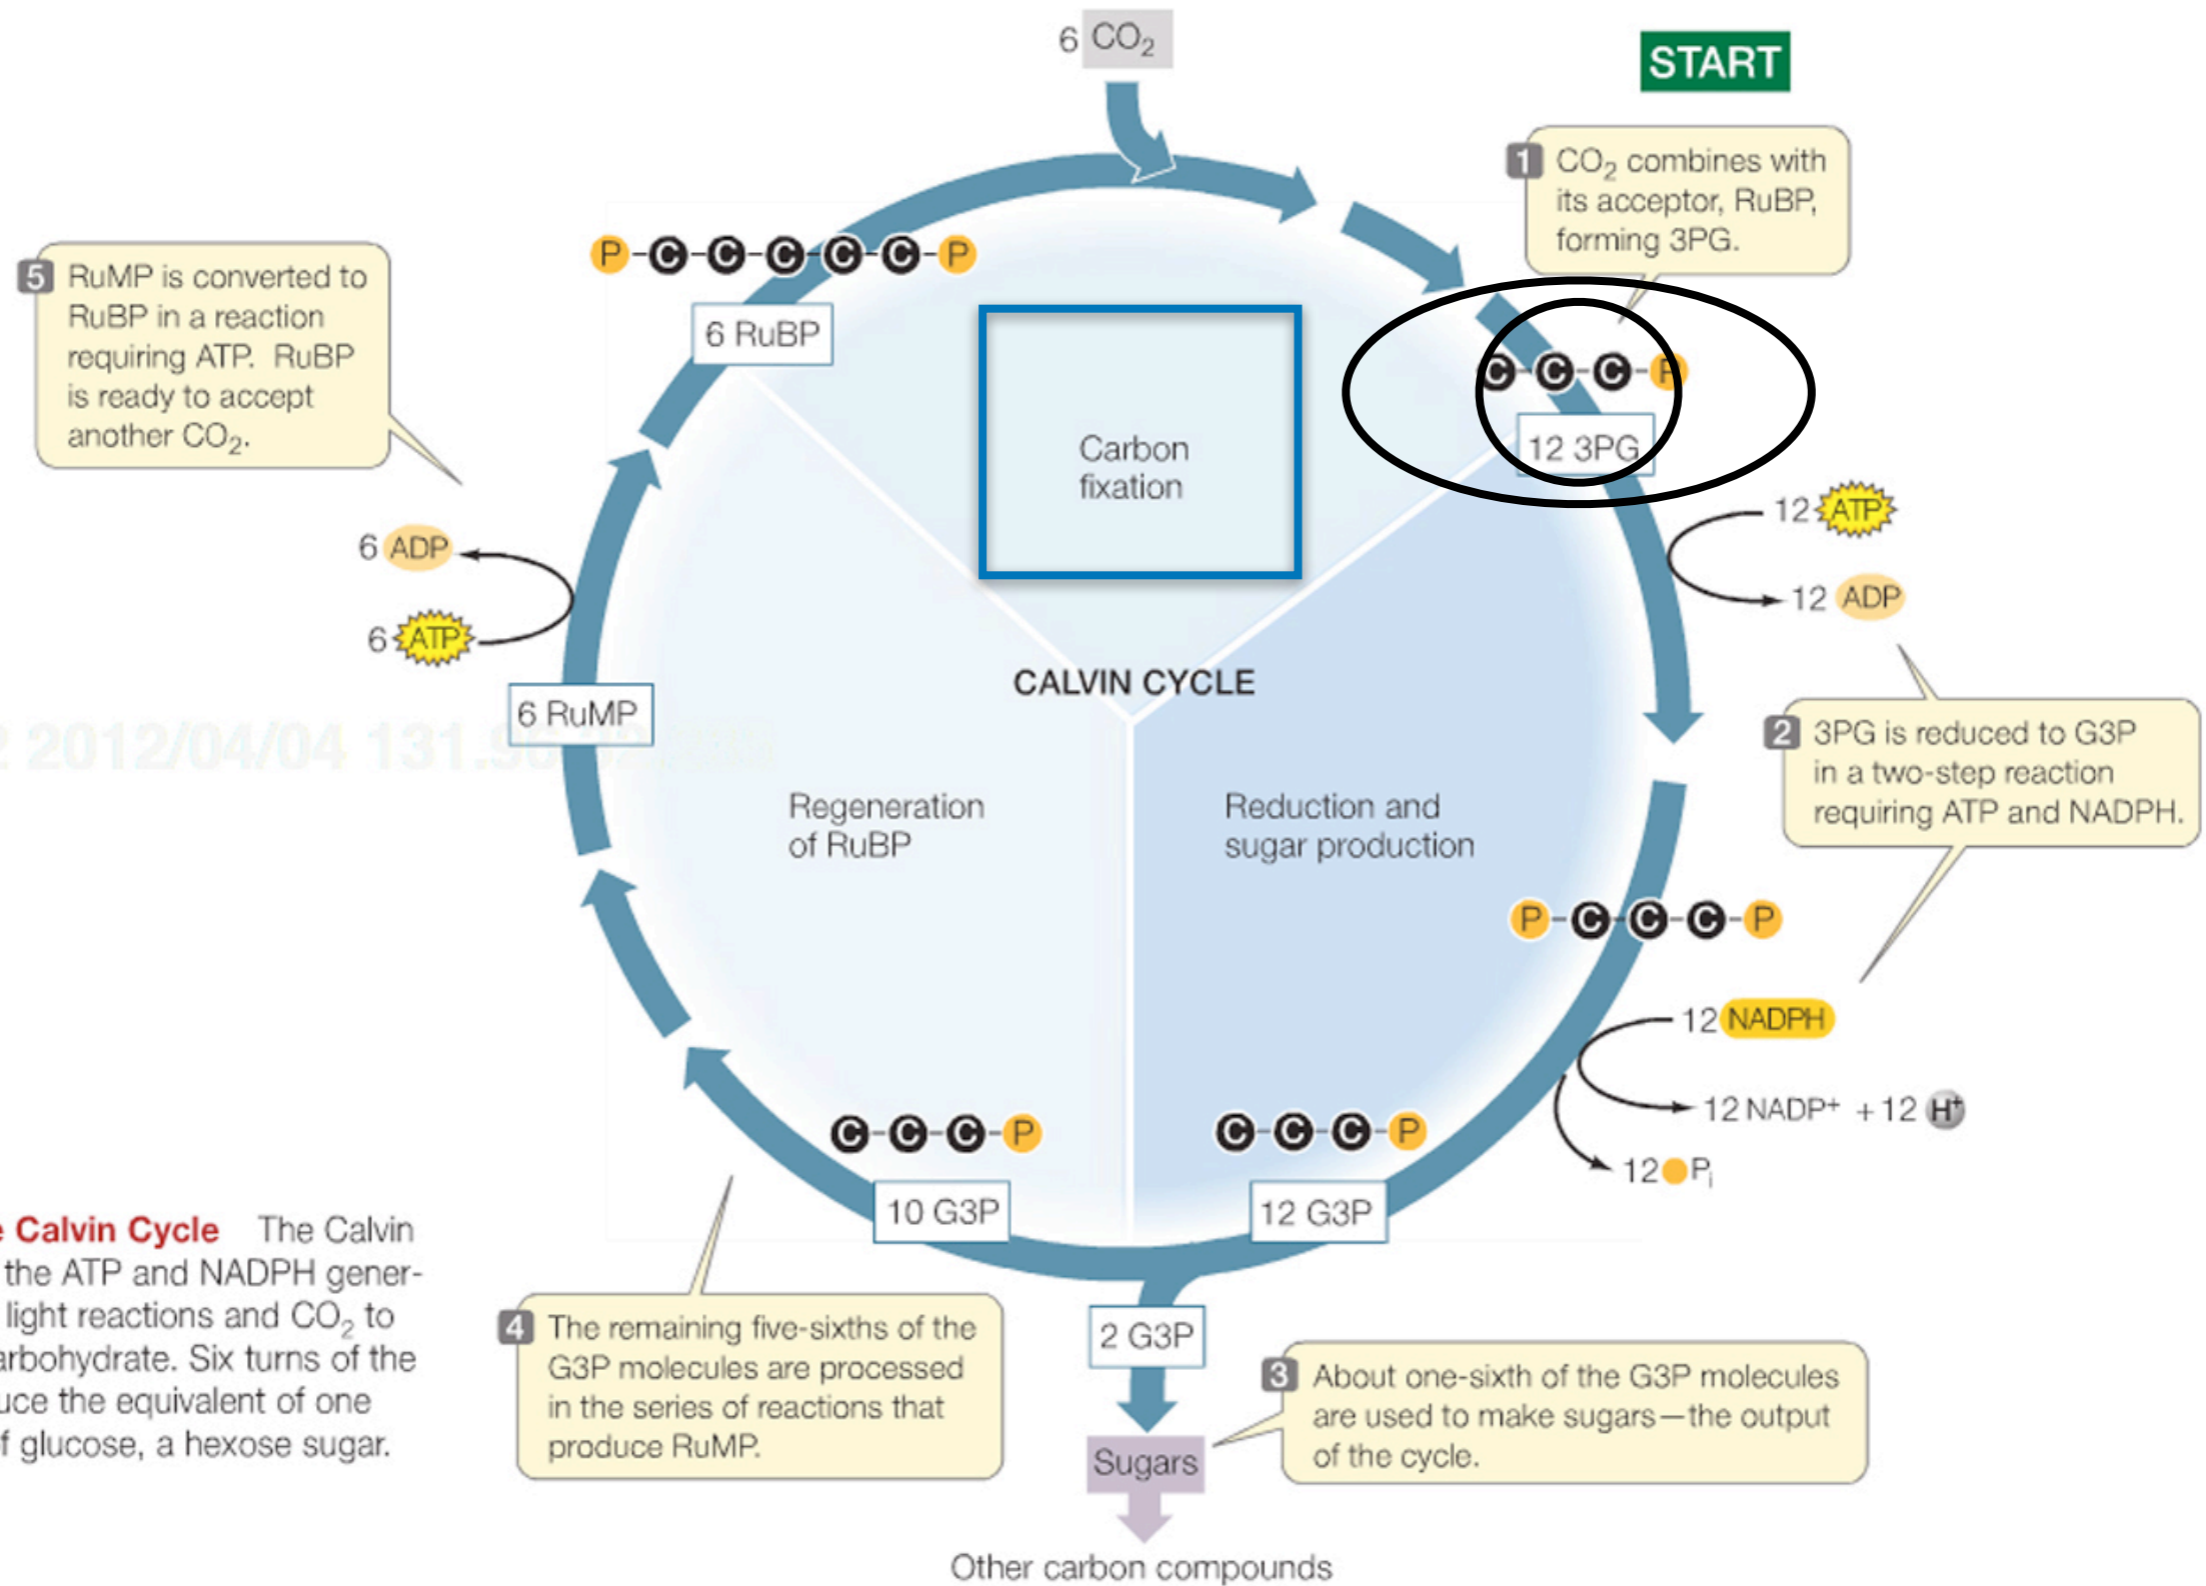 6 CO₂
START
1 CO₂ combines with
its acceptor, RuBP,
forming 3PG.
5 RuMP is converted to
RuBP in a reaction
requiring ATP. RuBP
is ready to accept
another CO₂.
P-C-C-C-C-C-P
6 RuBP
C-C-C-P
12 3PG
Carbon
fixation
12 ATP
12 ADP
6 ADP
6 ATP
CALVIN CYCLE
6 RuMP
2 2012/04/04 131.96
2 3PG is reduced to G3P
in a two-step reaction
requiring ATP and NADPH.
Regeneration
of RuBP
Reduction and
sugar production
P-C-C-C-P
12 NADPH
12 NADP⁺ + 12 H⁺
12 Pᵢ
C-C-C-P
C-C-C-P
10 G3P
12 G3P
e Calvin Cycle The Calvin
the ATP and NADPH gener-
light reactions and CO₂ to
arbohydrate. Six turns of the
uce the equivalent of one
f glucose, a hexose sugar.
4 The remaining five-sixths of the
G3P molecules are processed
in the series of reactions that
produce RuMP.
2 G3P
3 About one-sixth of the G3P molecules
are used to make sugars—the output
of the cycle.
Sugars
Other carbon compounds